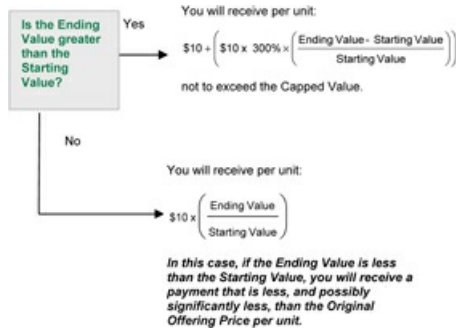 Is the Ending
Value greater
than the
Starting
Value?
Yes
You will receive per unit:
$10 + ( $10 x 300% × ( Ending Value - Starting Value
Starting Value ) )
not to exceed the Capped Value.
No
You will receive per unit:
$10 x ( Ending Value
Starting Value )
In this case, if the Ending Value is less
than the Starting Value, you will receive a
payment that is less, and possibly
significantly less, than the Original
Offering Price per unit.